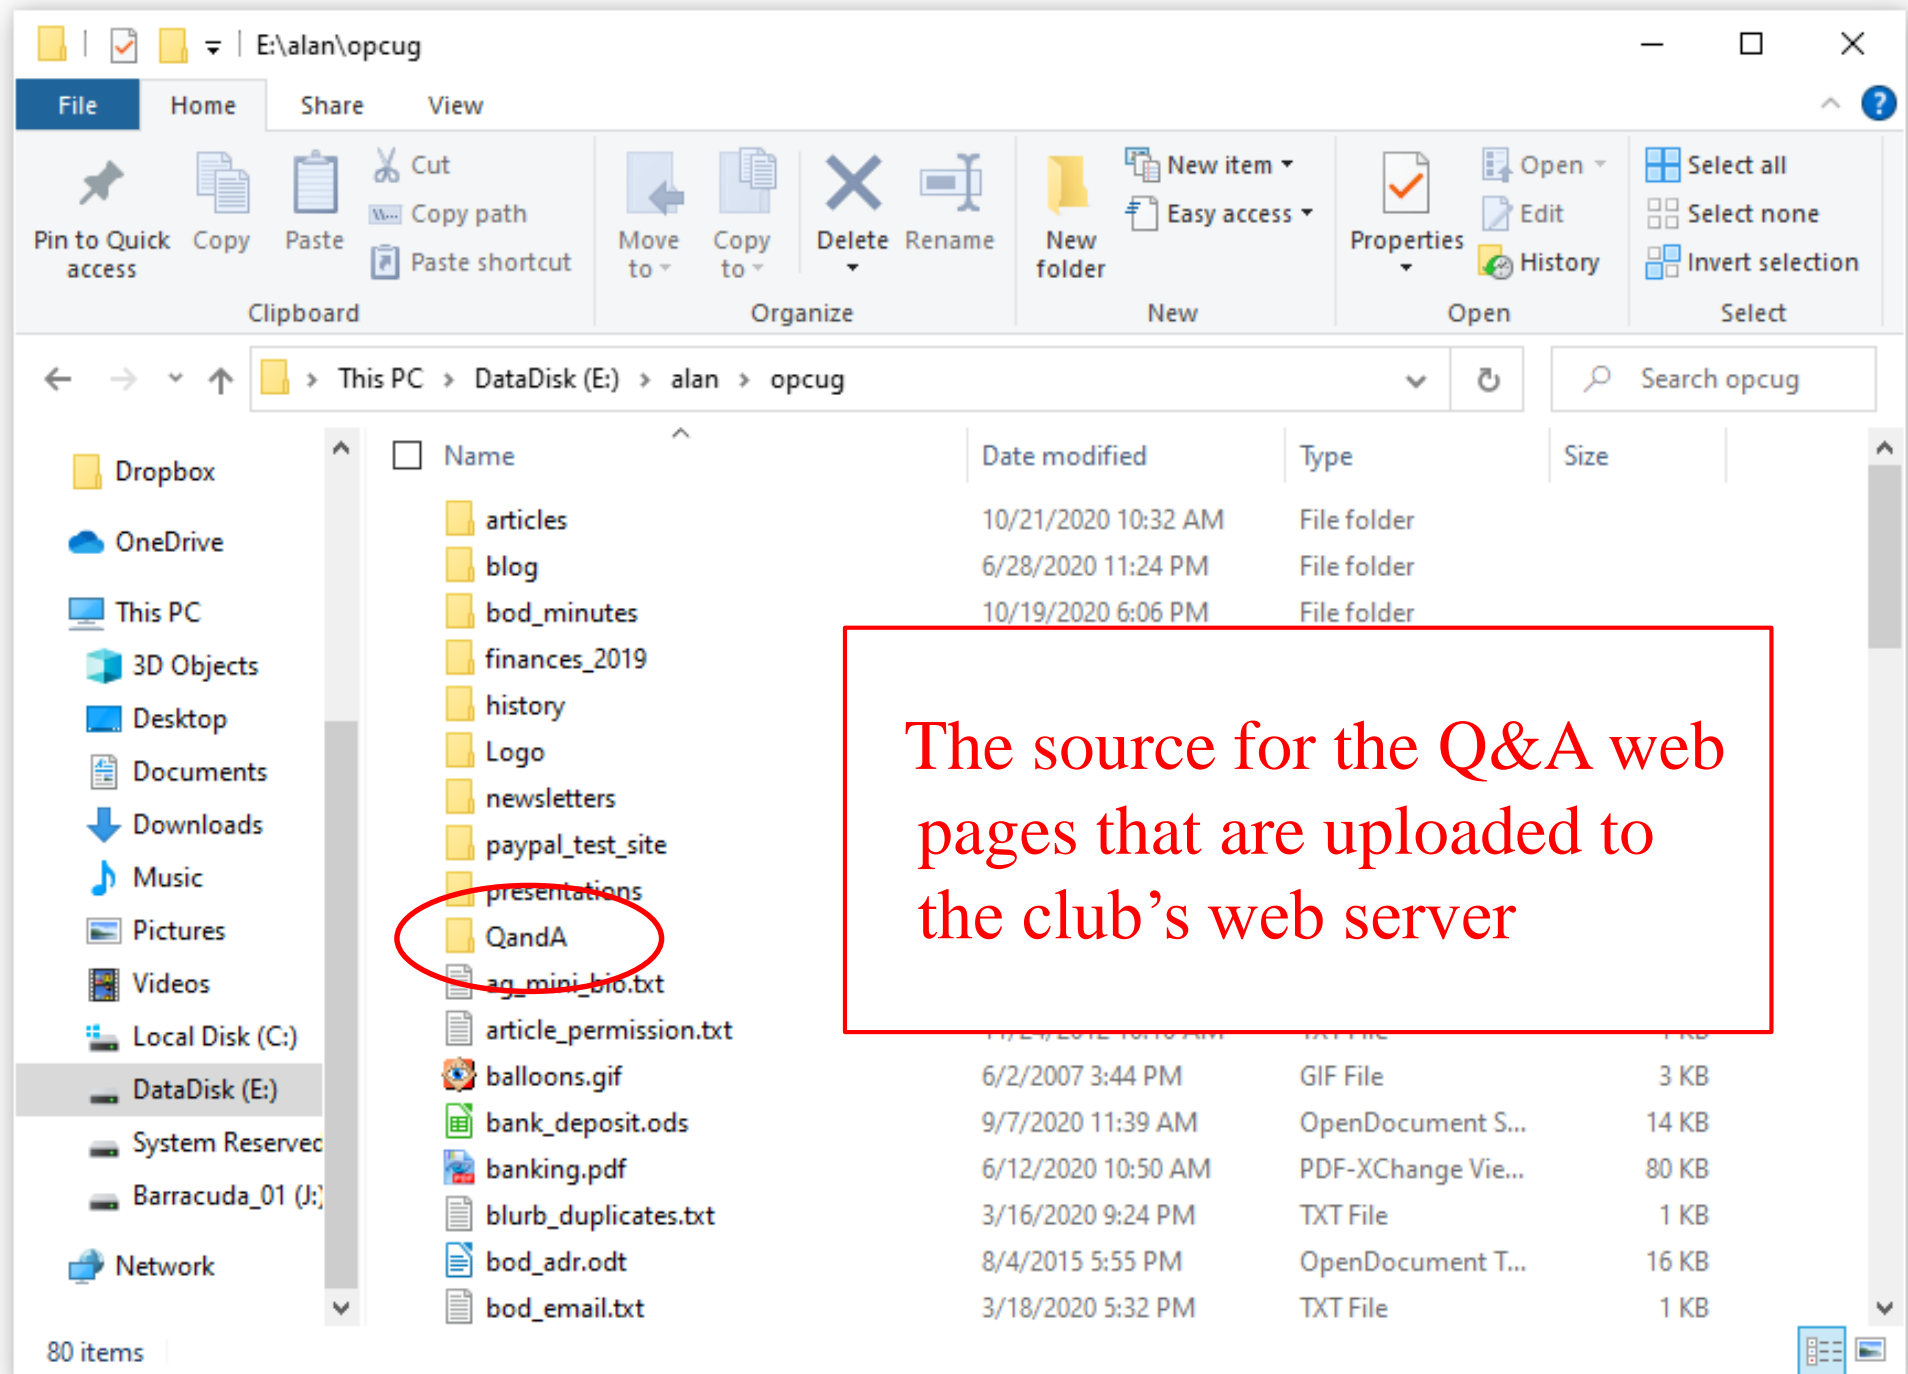 E:\alan\opcug
File Home Share View
Pin to Quick access
Copy
Paste
Cut
Copy path
Paste shortcut
Move to
Copy to
Delete
Rename
New folder
New item
Easy access
Properties
Open
Edit
History
Select all
Select none
Invert selection
Clipboard Organize New Open Select
This PC > DataDisk (E:) > alan > opcug
Search opcug
Dropbox
OneDrive
This PC
3D Objects
Desktop
Documents
Downloads
Music
Pictures
Videos
Local Disk (C:)
DataDisk (E:)
System Reserved
Barracuda_01 (J:)
Network
Name Date modified Type Size
articles 10/21/2020 10:32 AM File folder
blog 6/28/2020 11:24 PM File folder
bod_minutes 10/19/2020 6:06 PM File folder
finances_2019
history
Logo
newsletters
paypal_test_site
presentations
QandA
ag_mini_bio.txt
article_permission.txt
balloons.gif 6/2/2007 3:44 PM GIF File 3 KB
bank_deposit.ods 9/7/2020 11:39 AM OpenDocument S... 14 KB
banking.pdf 6/12/2020 10:50 AM PDF-XChange Vie... 80 KB
blurb_duplicates.txt 3/16/2020 9:24 PM TXT File 1 KB
bod_adr.odt 8/4/2015 5:55 PM OpenDocument T... 16 KB
bod_email.txt 3/18/2020 5:32 PM TXT File 1 KB
The source for the Q&A web
pages that are uploaded to
the club’s web server
80 items